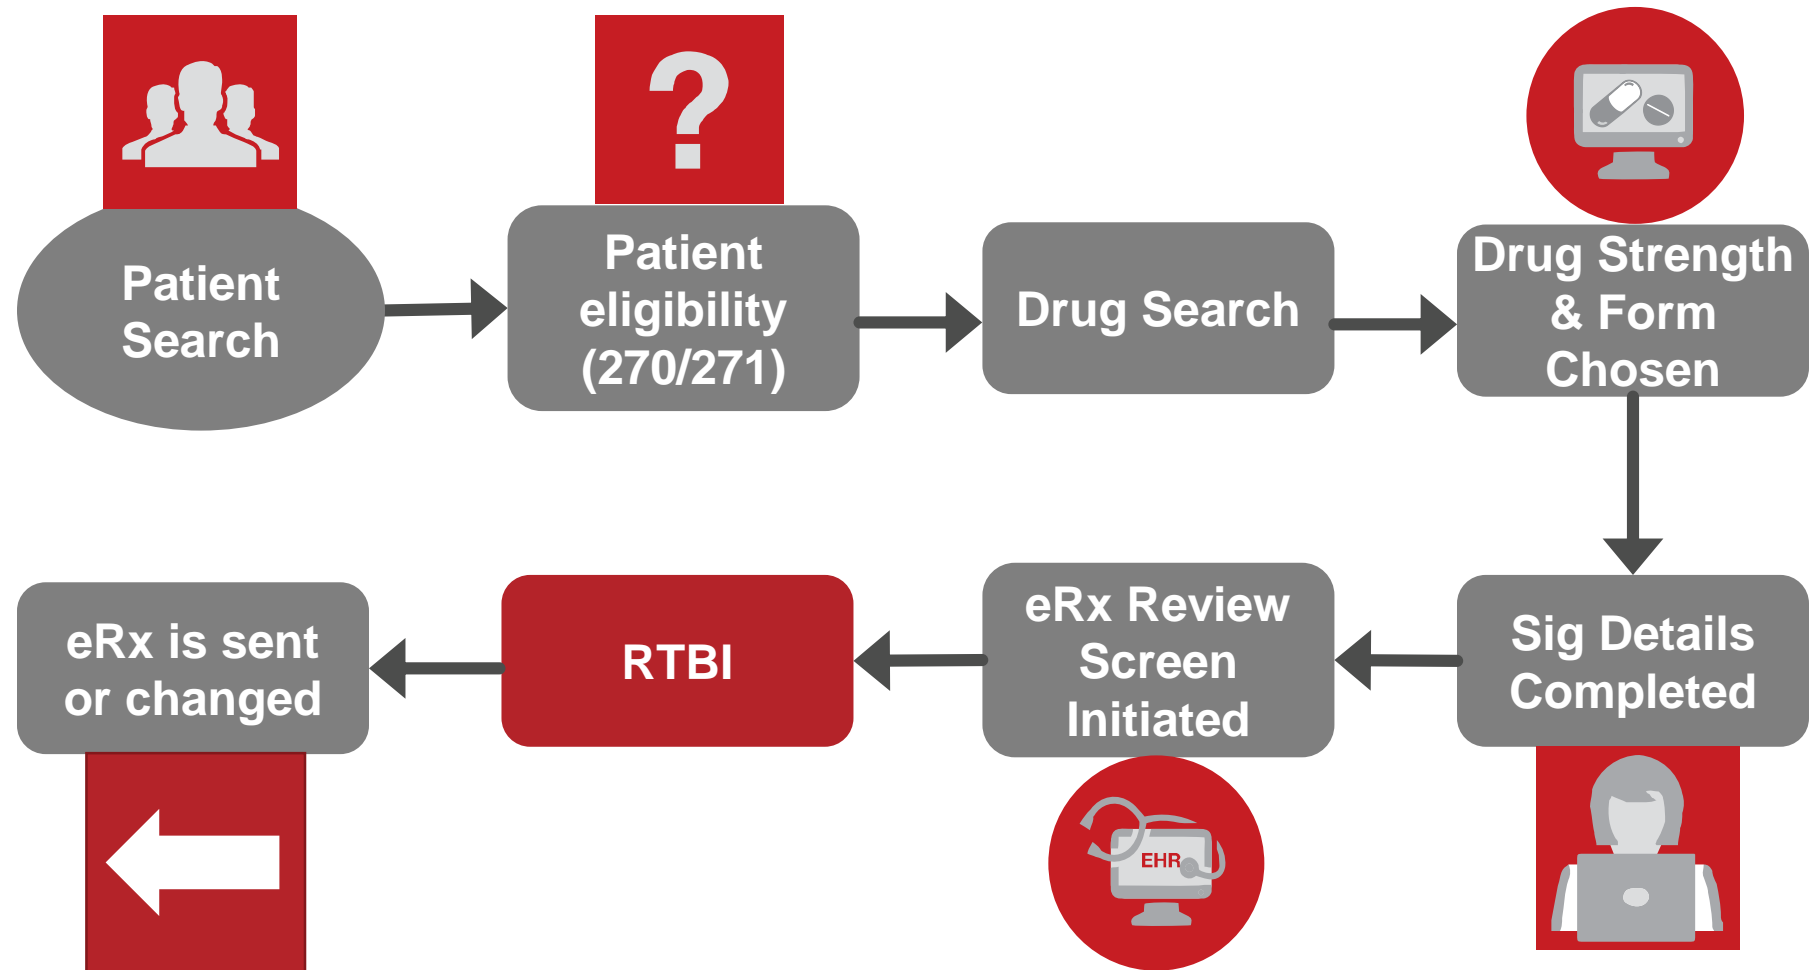 Patient
Search
Patient
eligibility
(270/271)
Drug Search
Drug Strength
& Form
Chosen
eRx is sent
or changed
RTBI
eRx Review
Screen
Initiated
Sig Details
Completed
EHR